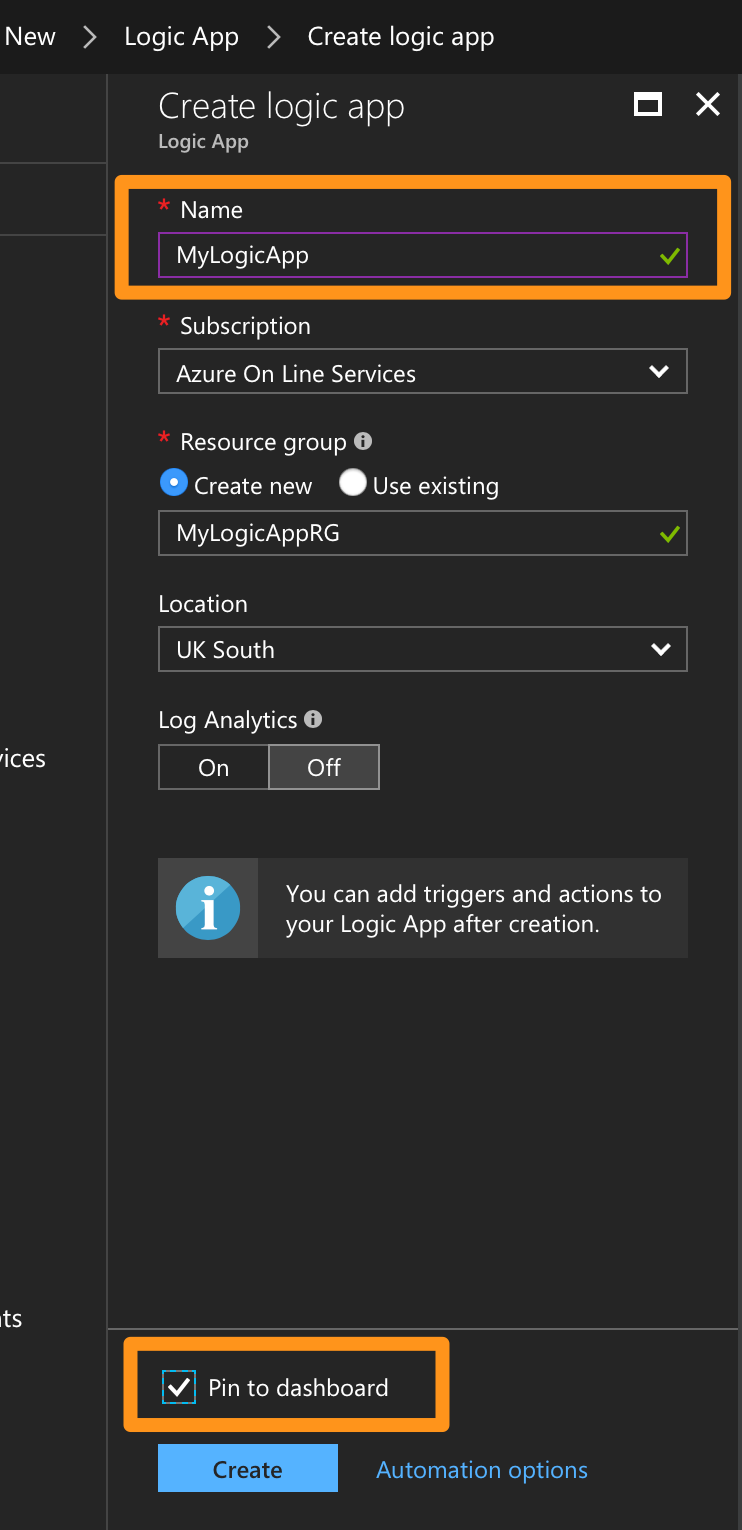 New > Logic App > Create logic app
Create logic app
Logic App
* Name
MyLogicApp
* Subscription
Azure On Line Services
* Resource group
Create new Use existing
MyLogicAppRG
Location
UK South
Log Analytics
On Off
vices
You can add triggers and actions to
your Logic App after creation.
ts
Pin to dashboard
Create Automation options